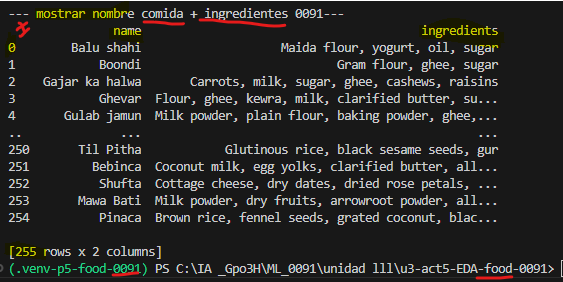 --- mostrar nombre comida + ingredientes 0091---
name ingredients
0 Balu shahi Maida flour, yogurt, oil, sugar
1 Boondi Gram flour, ghee, sugar
2 Gajar ka halwa Carrots, milk, sugar, ghee, cashews, raisins
3 Ghevar Flour, ghee, kewra, milk, clarified butter, su...
4 Gulab jamun Milk powder, plain flour, baking powder, ghee,...
.. ... ...
250 Til Pitha Glutinous rice, black sesame seeds, gur
251 Bebinca Coconut milk, egg yolks, clarified butter, all...
252 Shufta Cottage cheese, dry dates, dried rose petals, ...
253 Mawa Bati Milk powder, dry fruits, arrowroot powder, all...
254 Pinaca Brown rice, fennel seeds, grated coconut, blac...
[255 rows x 2 columns]
(.venv-p5-food-0091) PS C:\IA _Gpo3H\ML_0091\unidad lll\u3-act5-EDA-food-0091>